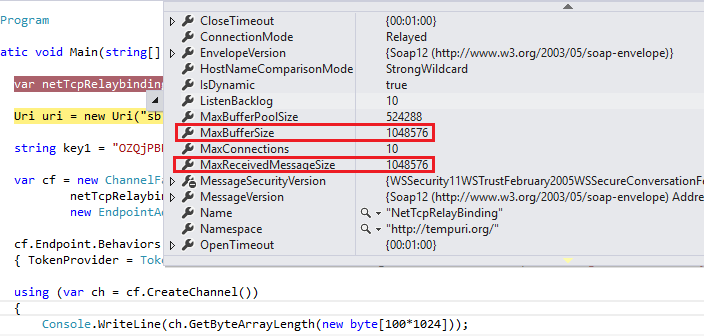 Program
atic void Main(string[]
var netTcpRelaybinding
Uri uri = new Uri("sb
string key1 = "OZQjPB
var cf = new ChannelFa
netTcpRelaybin
new EndpointAd
cf.Endpoint.Behaviors
{ TokenProvider = Toke
using (var ch = cf.CreateChannel())
{
Console.WriteLine(ch.GetByteArrayLength(new byte[100*1024]));
CloseTimeout {00:01:00}
ConnectionMode Relayed
EnvelopeVersion {Soap12 (http://www.w3.org/2003/05/soap-envelope)}
HostNameComparisonMode StrongWildcard
IsDynamic true
ListenBacklog 10
MaxBufferPoolSize 524288
MaxBufferSize 1048576
MaxConnections 10
MaxReceivedMessageSize 1048576
MessageSecurityVersion {WSSecurity11WSTrustFebruary2005WSSecureConversationFe
MessageVersion {Soap12 (http://www.w3.org/2003/05/soap-envelope) Addre
Name "NetTcpRelayBinding"
Namespace "http://tempuri.org/"
OpenTimeout {00:01:00}